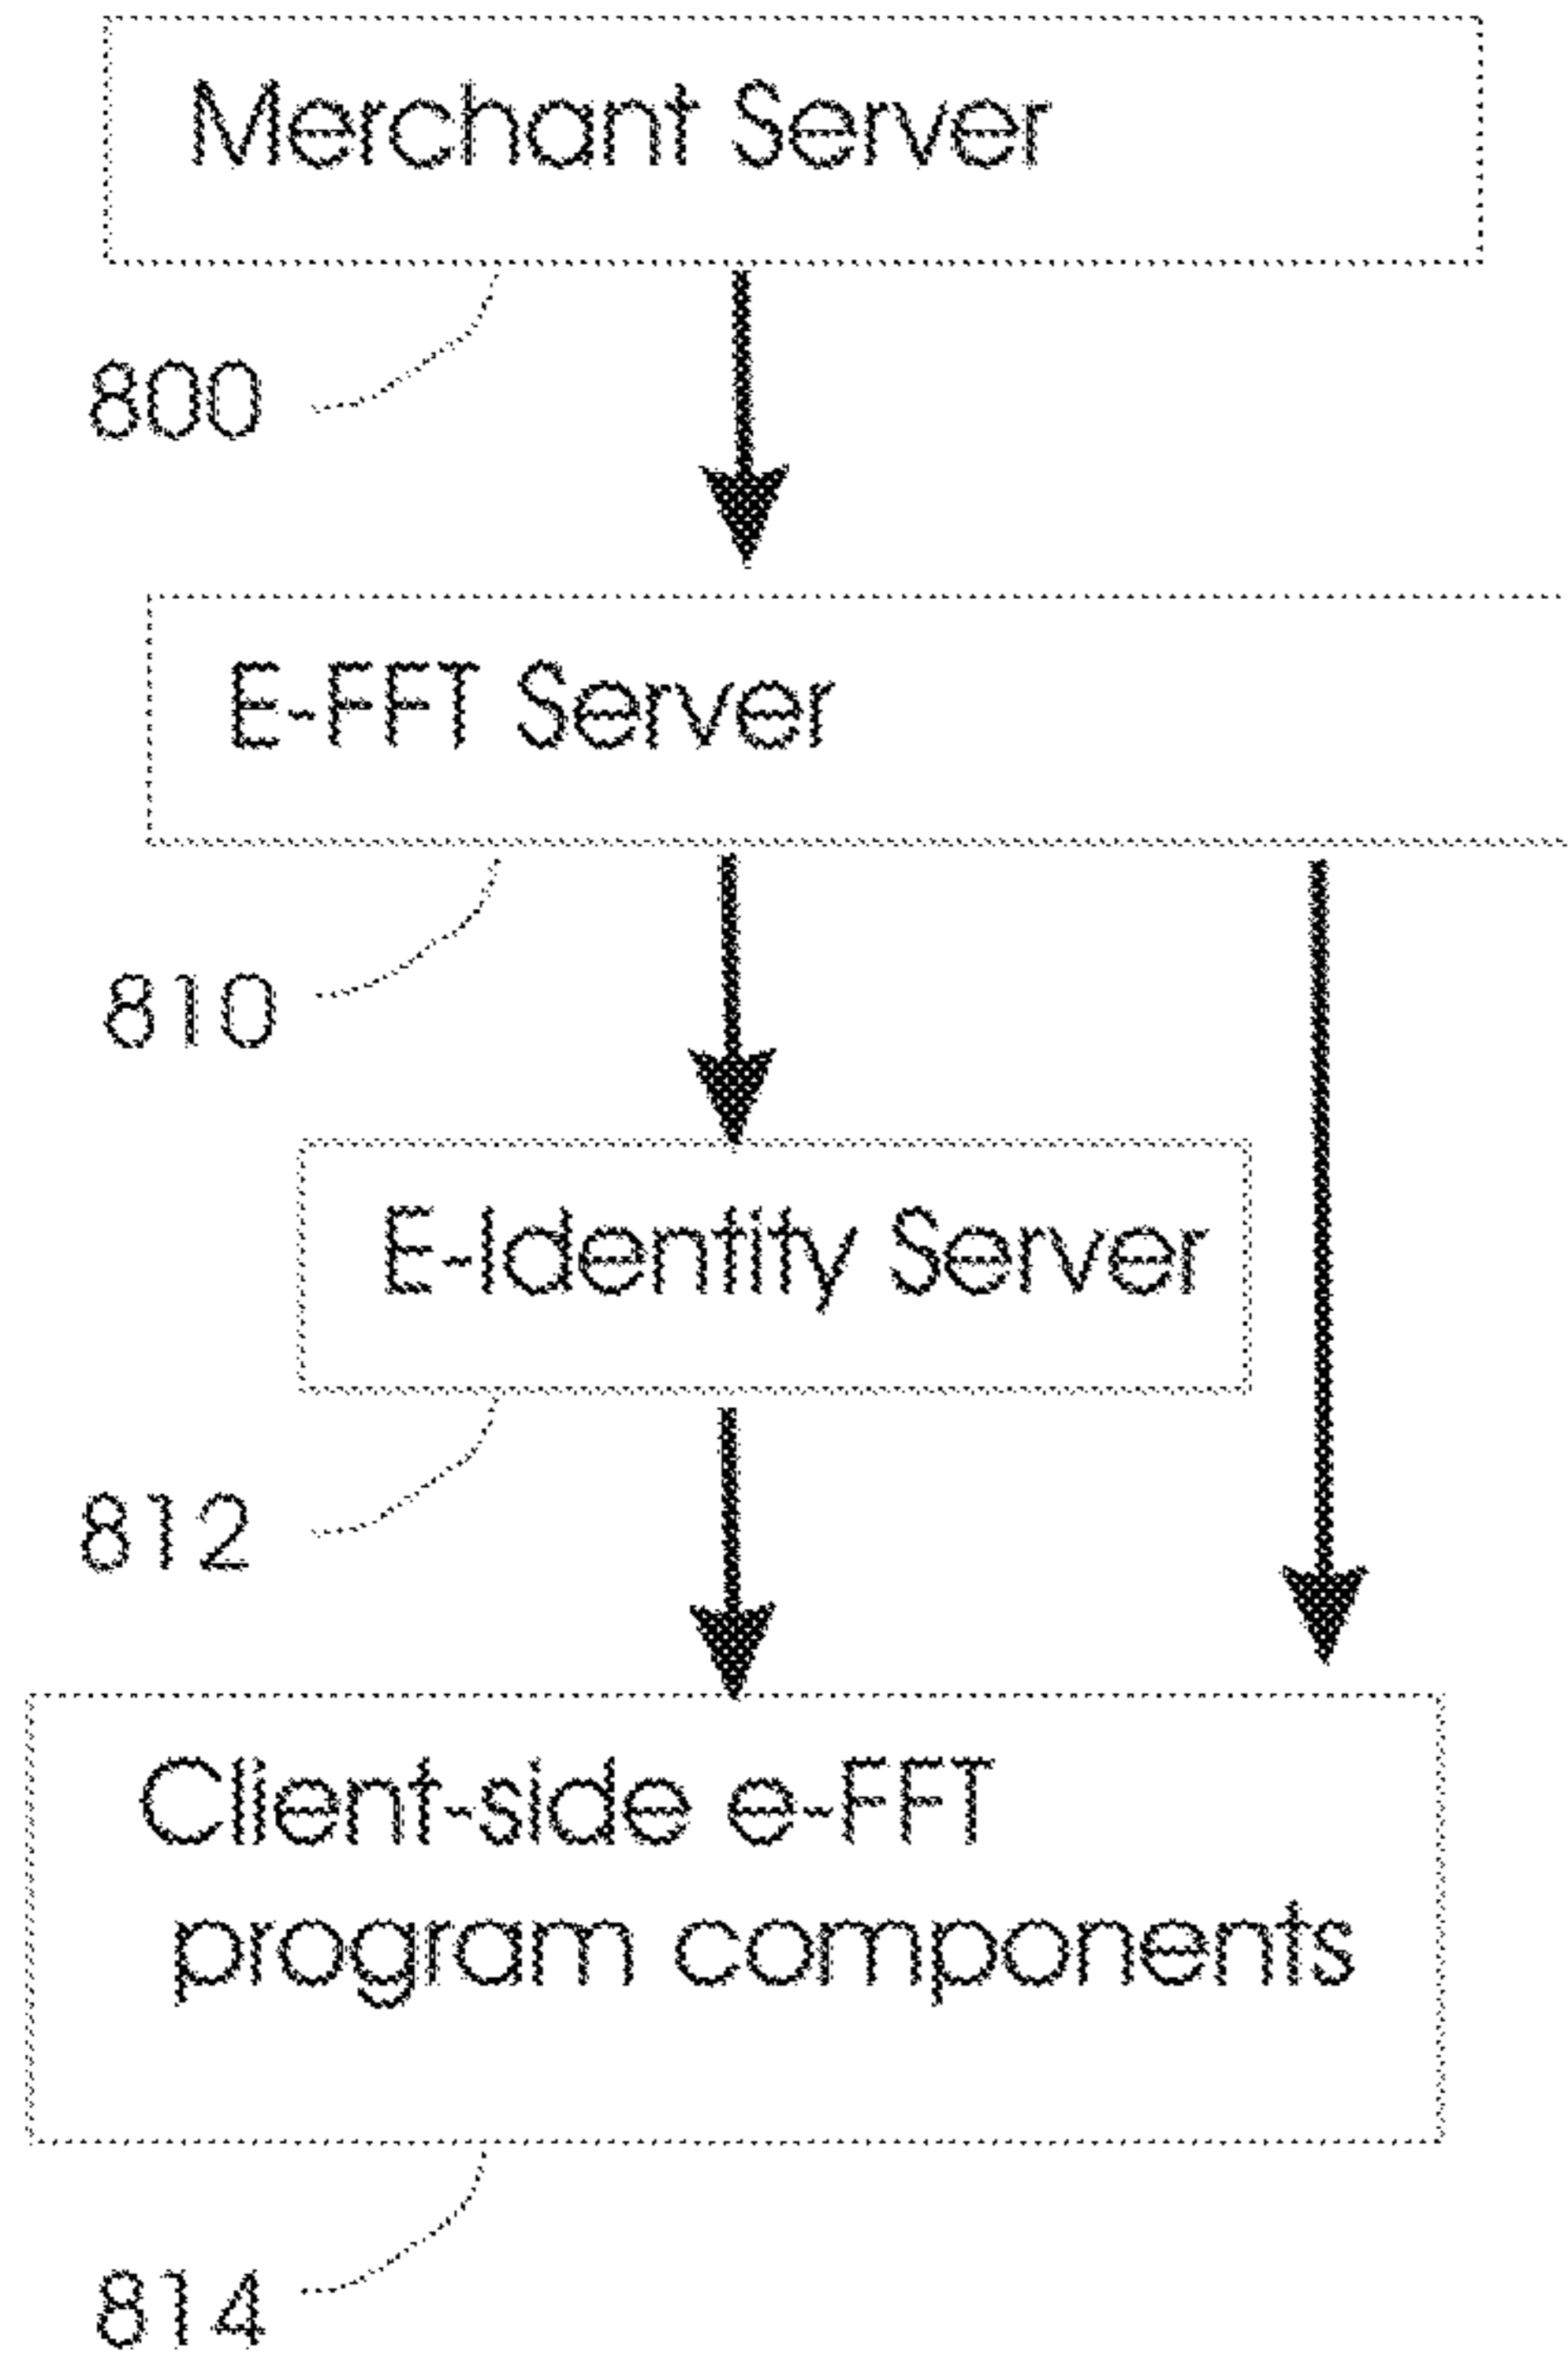 Merchant Server
800
E-FFT Server
810
E-Identity Server
812
Client-side e-FFT
program components
814